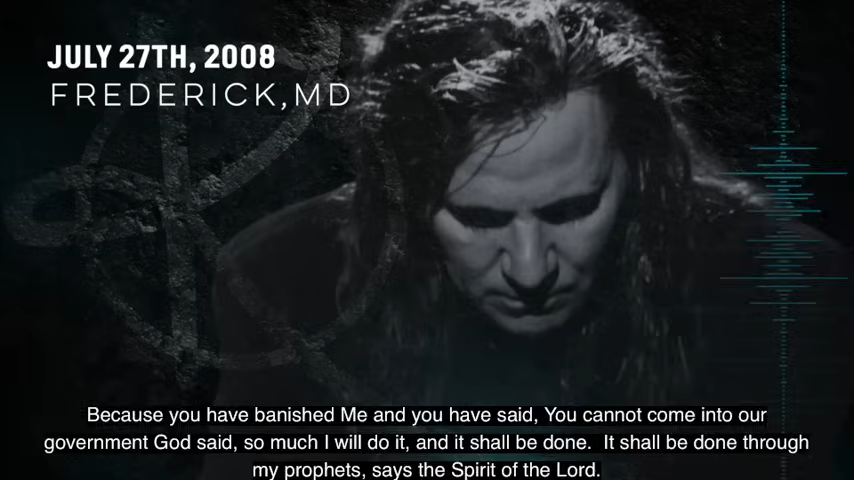 JULY 27TH, 2008
FREDERICK,MD
Because you have banished Me and you have said, You cannot come into our
government God said, so much I will do it, and it shall be done.  It shall be done through
my prophets, says the Spirit of the Lord.